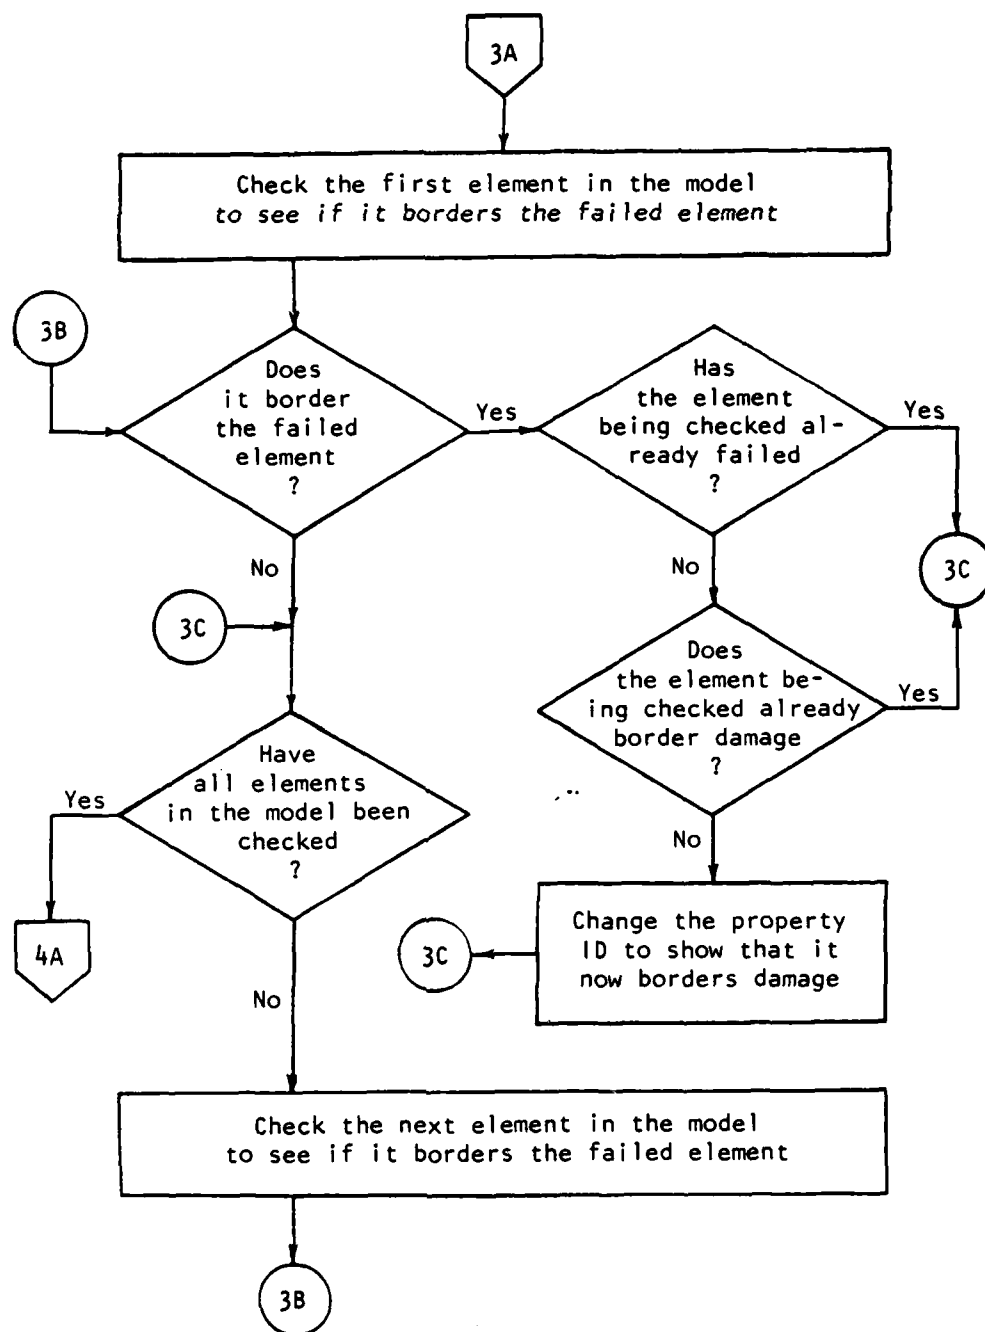 3A
Check the first element in the model
to see if it borders the failed element
3B
Does
it border
the failed
element
?
Yes
Has
the element
being checked al-
ready failed
?
Yes
No
No
3C
3C
Does
the element be-
ing checked already
border damage
?
Yes
Have
all elements
in the model been
checked
?
Yes
No
4A
3C
Change the property
ID to show that it
now borders damage
No
Check the next element in the model
to see if it borders the failed element
3B